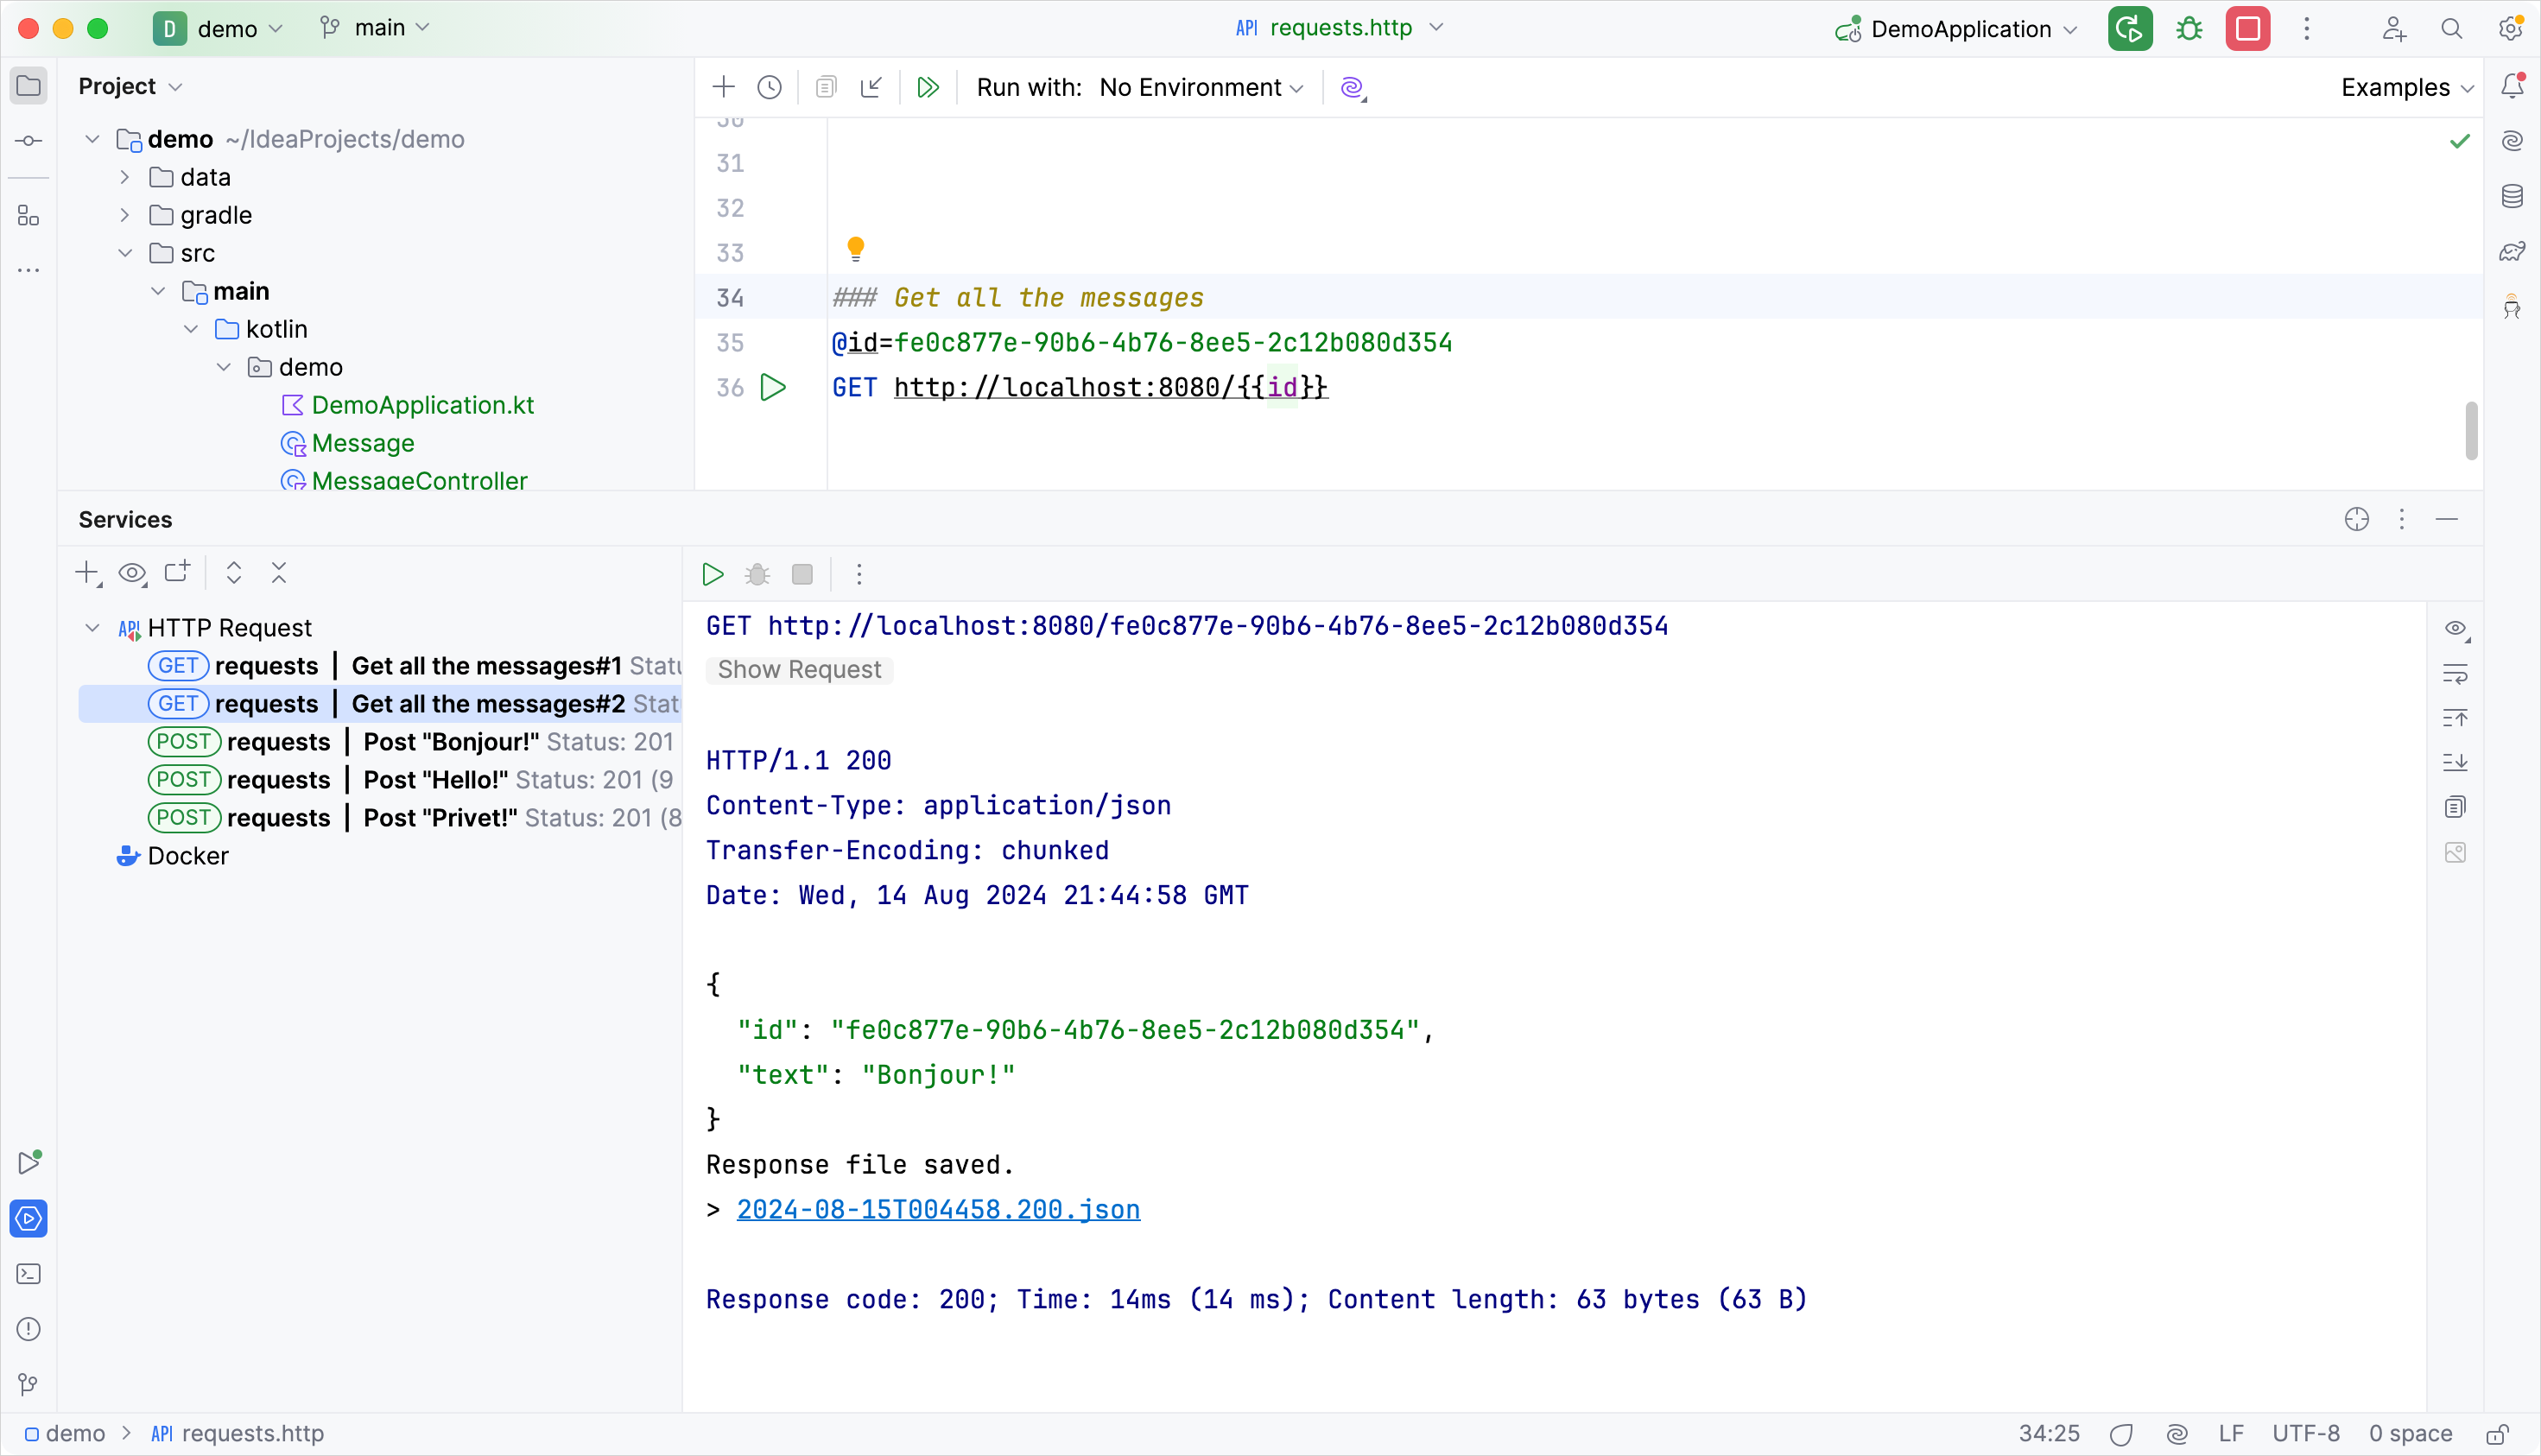 D demo main API requests.http DemoApplication
Project
Run with: No Environment Examples
demo ~/IdeaProjects/demo
data
gradle
src
main
kotlin
demo
DemoApplication.kt
Message
MessageController
30
31
32
33
34 ### Get all the messages
35 @id=fe0c877e-90b6-4b76-8ee5-2c12b080d354
36 GET http://localhost:8080/{{id}}
Services
API HTTP Request
GET requests | Get all the messages#1 Statu
GET requests | Get all the messages#2 Stat
POST requests | Post "Bonjour!" Status: 201
POST requests | Post "Hello!" Status: 201 (9
POST requests | Post "Privet!" Status: 201 (8
Docker
GET http://localhost:8080/fe0c877e-90b6-4b76-8ee5-2c12b080d354
Show Request
HTTP/1.1 200
Content-Type: application/json
Transfer-Encoding: chunked
Date: Wed, 14 Aug 2024 21:44:58 GMT
{
"id": "fe0c877e-90b6-4b76-8ee5-2c12b080d354",
"text": "Bonjour!"
}
Response file saved.
> 2024-08-15T004458.200.json
Response code: 200; Time: 14ms (14 ms); Content length: 63 bytes (63 B)
demo > API requests.http 34:25 LF UTF-8 0 space